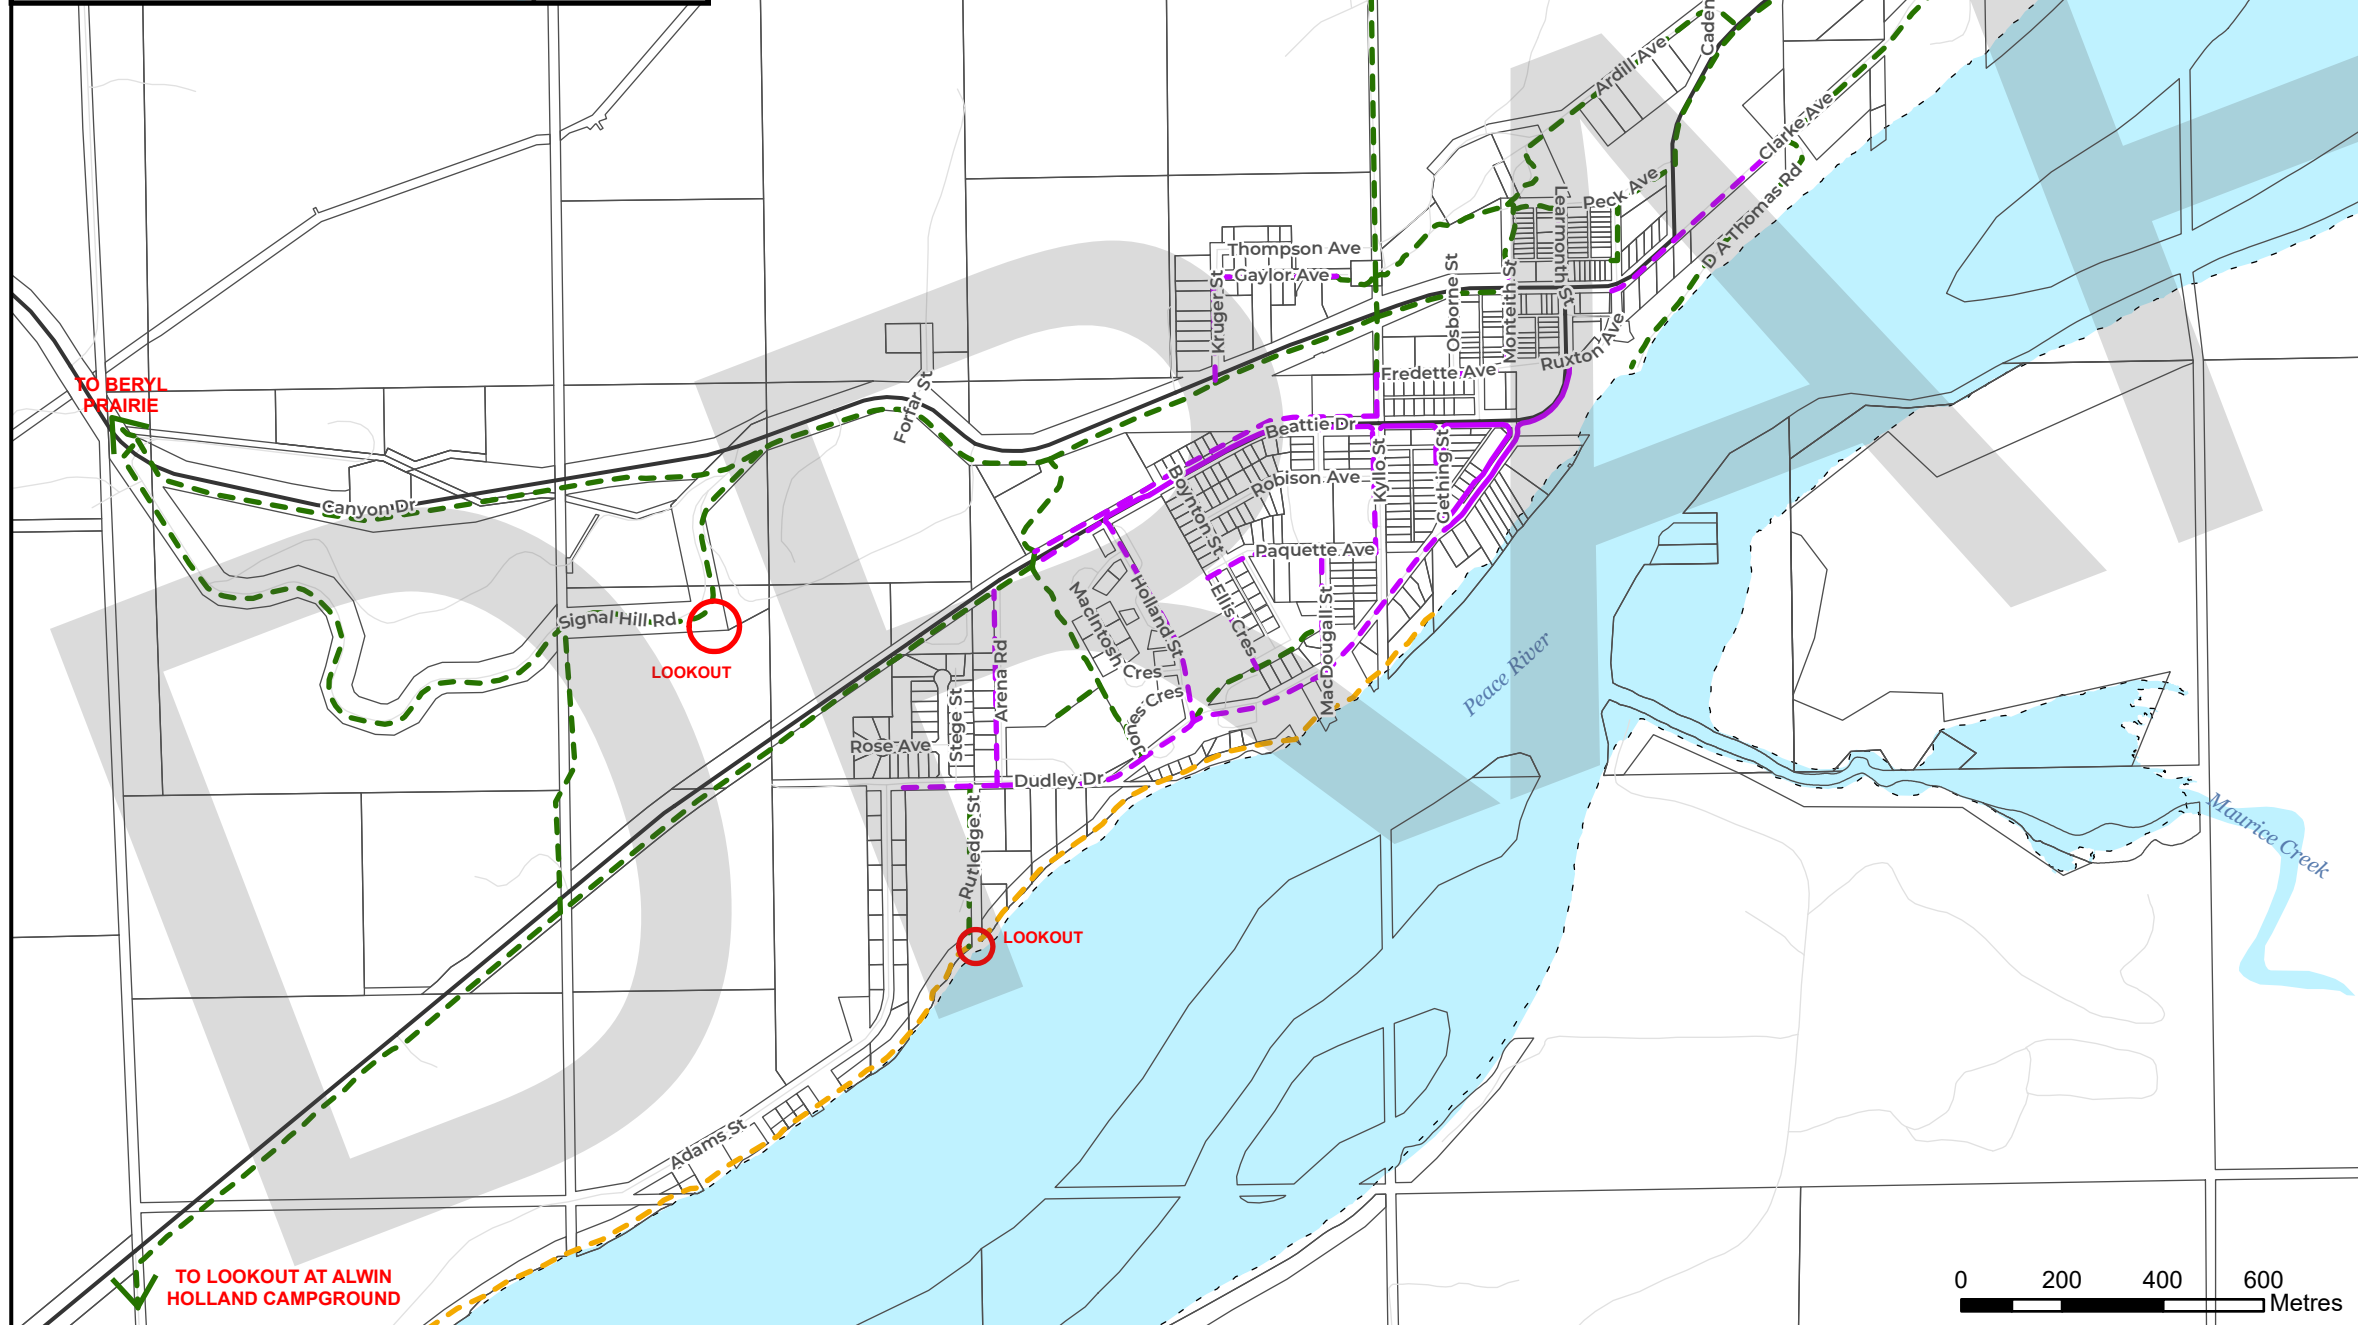 Caden
Ardill Ave
Clarke Ave
Peck Ave
Learmonth St
D A Thomas Rd
Thompson Ave
Gaylor Ave
Kruger St
Osborne St
Monteith St
Ruxton Ave
Fredette Ave
TO BERYL
PRAIRIE
Forfar St
Beattie Dr
Canyon Dr
Boynton St
Robison Ave
Kyllo St
Gething St
Paquette Ave
Signal Hill Rd
LOOKOUT
MacIntosh Cres
Holland St
Ellis Cres
MacDougall St
Peace River
Arena Rd
Stege St
Jones Cres
Rose Ave
Dudley Dr
Rutledge St
Maurice Creek
LOOKOUT
Adams St
TO LOOKOUT AT ALWIN
HOLLAND CAMPGROUND
0 200 400 600
Metres
DRAF